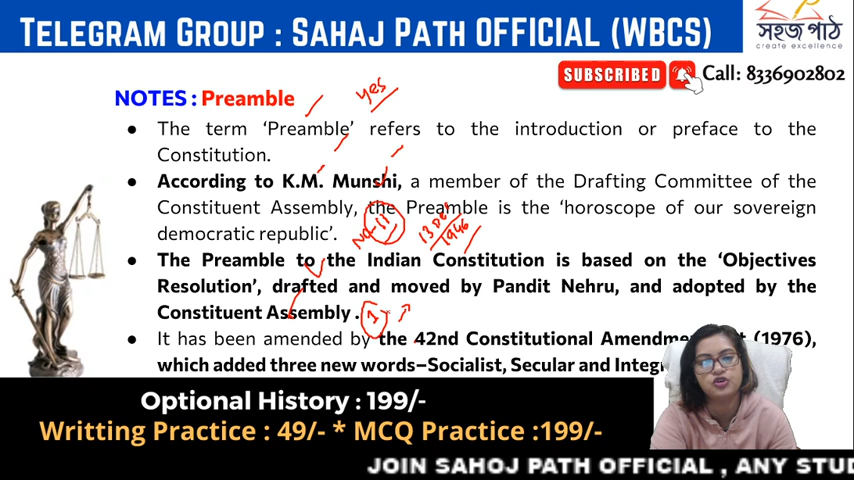 TELEGRAM GROUP : SAHAJ PATH OFFICIAL (WBCS)
সহজ পাঠ
create excellence
SUBSCRIBED
Call: 8336902802
NOTES : Preamble
yes
• The term ‘Preamble’ refers to the introduction or preface to the
Constitution.
• According to K.M. Munshi, a member of the Drafting Committee of the
Constituent Assembly, the Preamble is the ‘horoscope of our sovereign
democratic republic’.
No-11
13 Dec
1946
• The Preamble to the Indian Constitution is based on the ‘Objectives
Resolution’, drafted and moved by Pandit Nehru, and adopted by the
Constituent Assembly .
1
• It has been amended by the 42nd Constitutional (1976),
which added three new words–Socialist, Secular and
Optional History : 199/-
Writting Practice : 49/- * MCQ Practice :199/-
JOIN SAHOJ PATH OFFICIAL , ANY